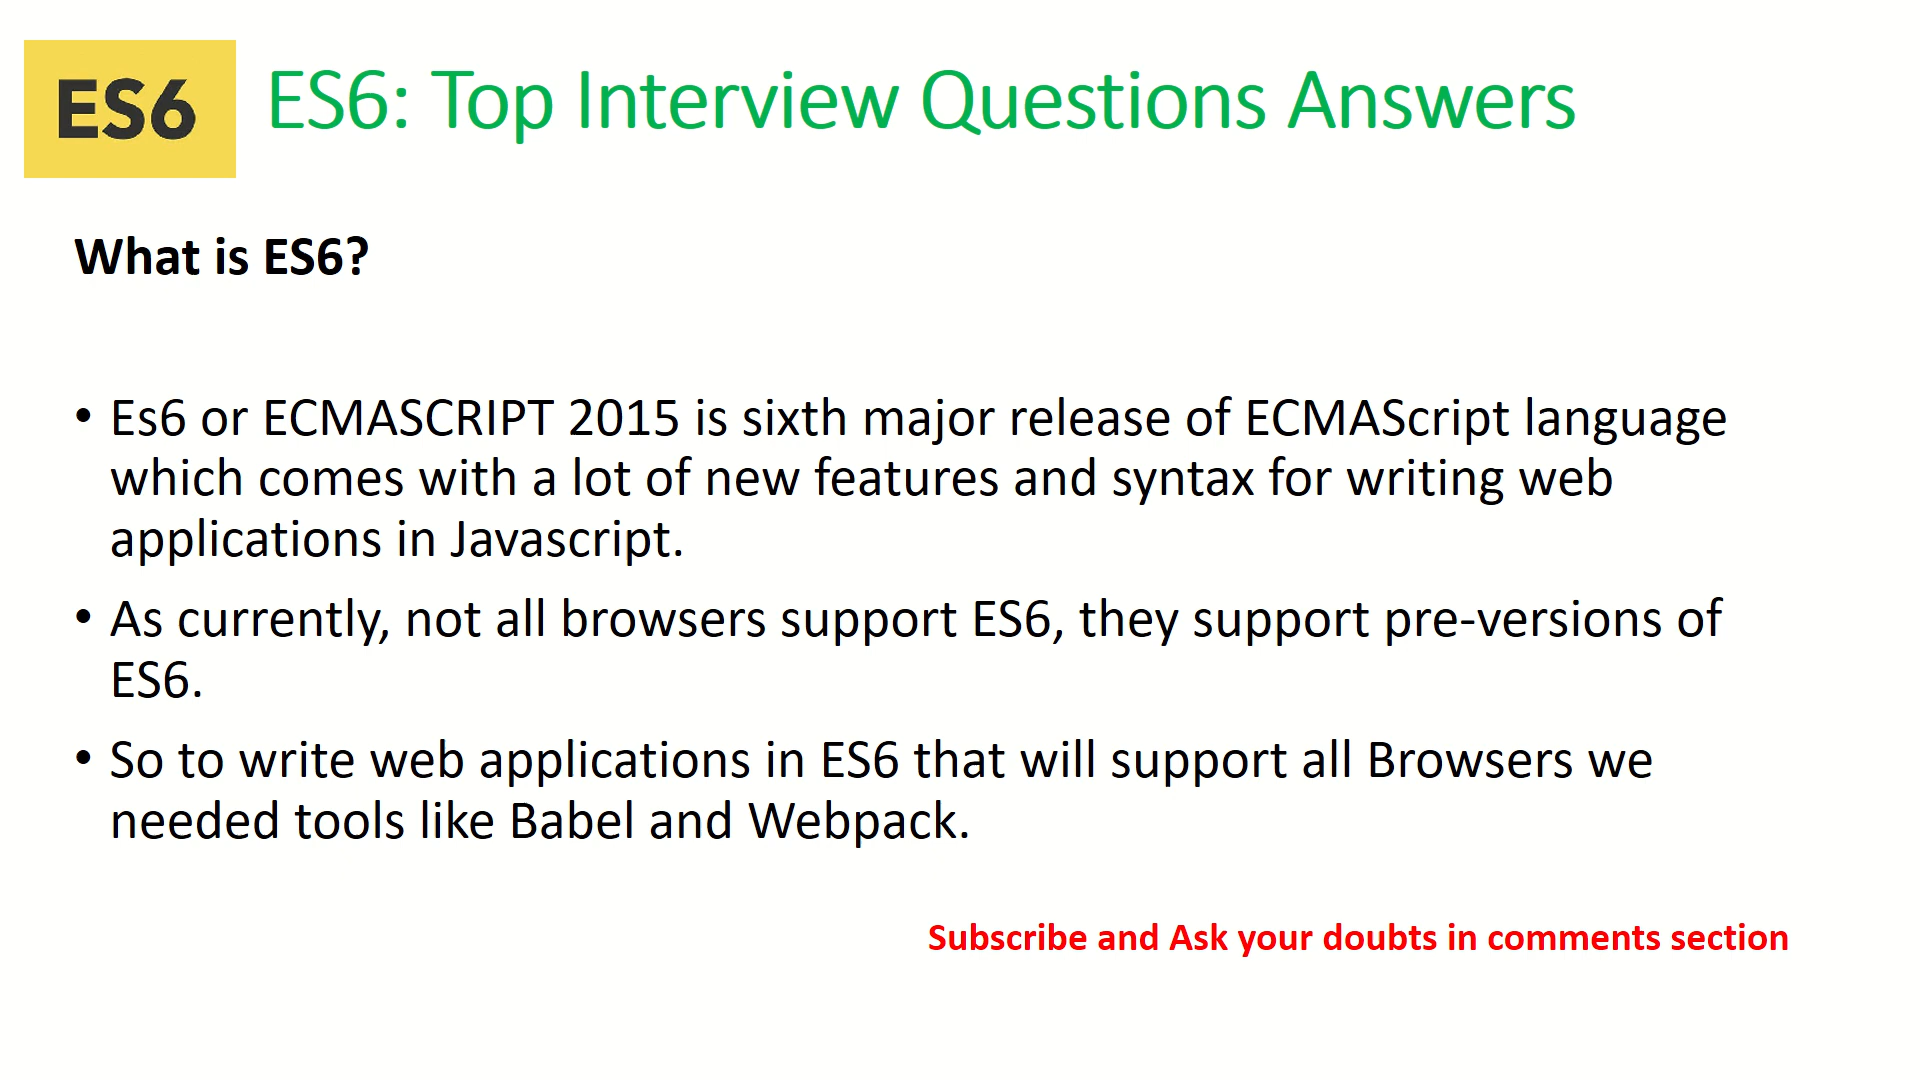 ES6
ES6: Top Interview Questions Answers
What is ES6?
• Es6 or ECMASCRIPT 2015 is sixth major release of ECMAScript language
which comes with a lot of new features and syntax for writing web
applications in Javascript.
• As currently, not all browsers support ES6, they support pre-versions of
ES6.
• So to write web applications in ES6 that will support all Browsers we
needed tools like Babel and Webpack.
Subscribe and Ask your doubts in comments section